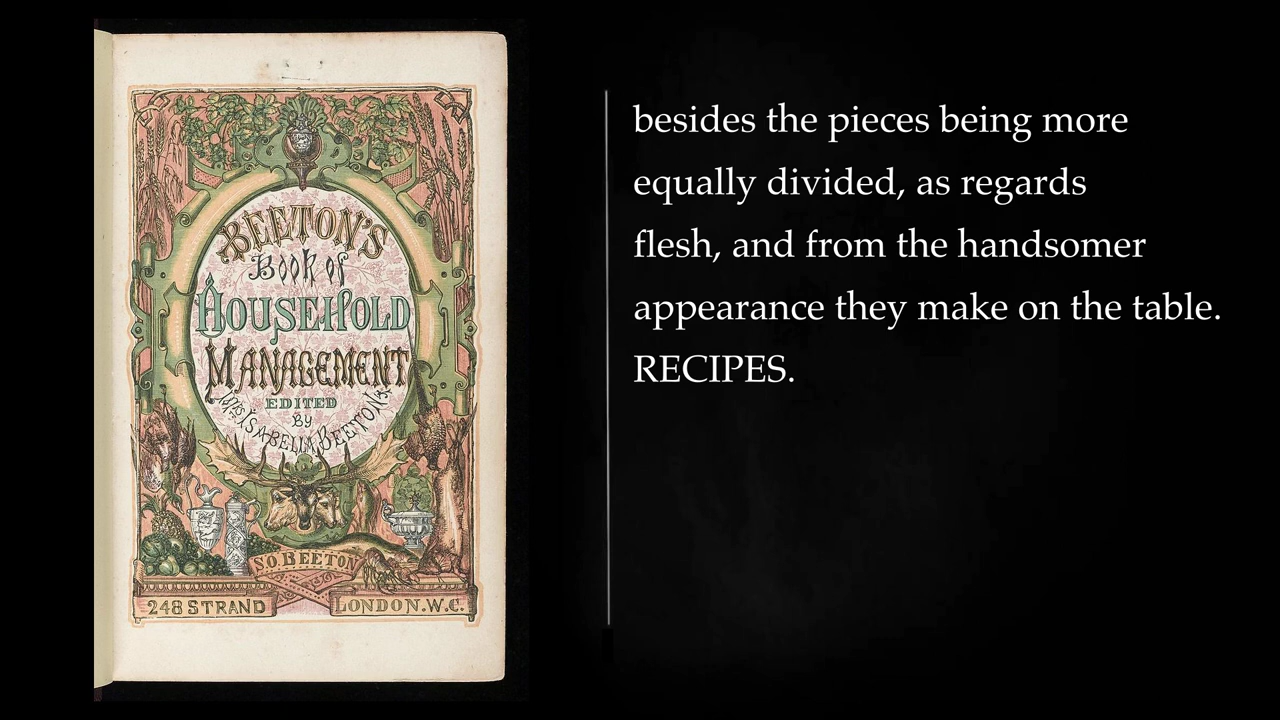 BEETON'S
Book of
HOUSEHOLD
MANAGEMENT
EDITED
BY
MRS ISABELLA BEETON
S.O. BEETON
248 STRAND
LONDON.W.C.
besides the pieces being more
equally divided, as regards
flesh, and from the handsomer
appearance they make on the table.
RECIPES.